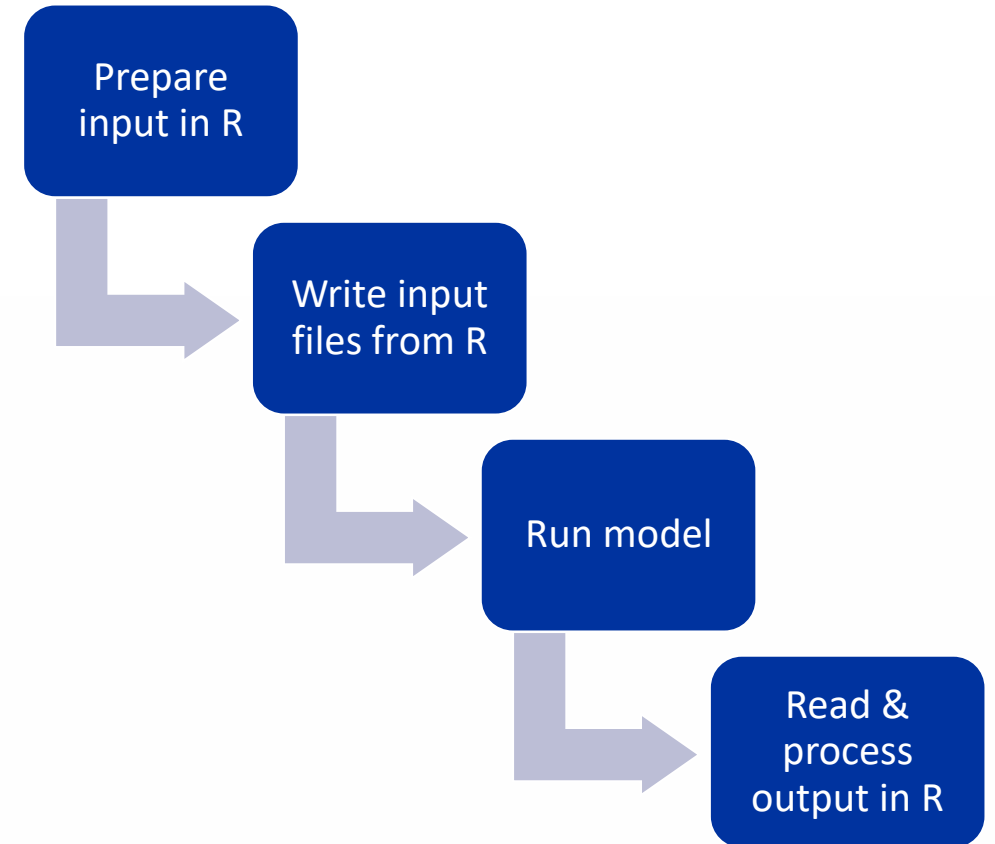 Prepare
input in R
Write input
files from R
Run model
Read &
process
output in R